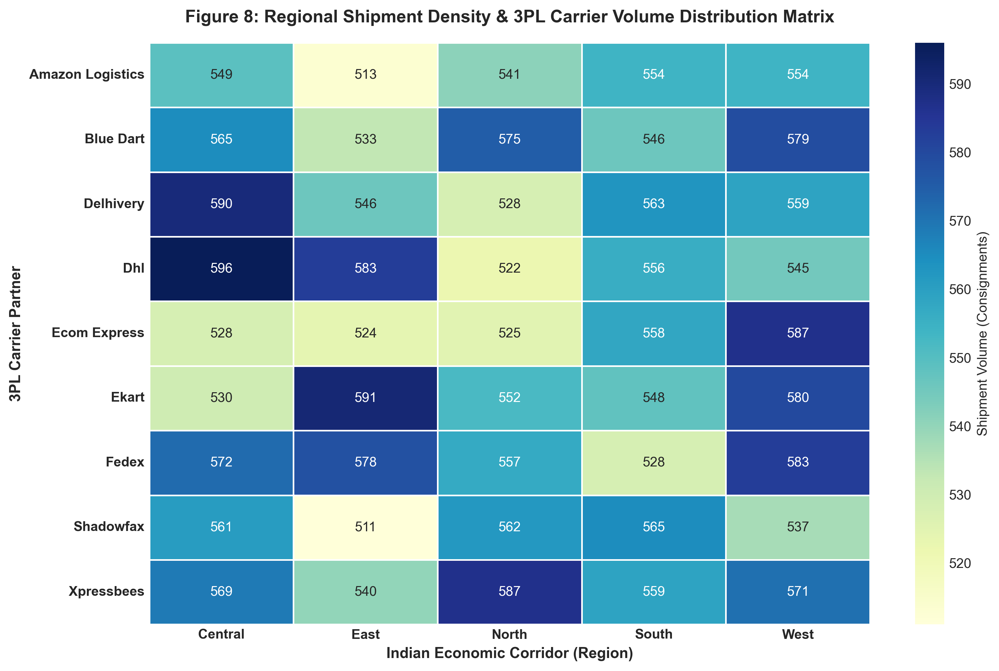 Figure 8: Regional Shipment Density & 3PL Carrier Volume Distribution Matrix
3PL Carrier Partner
Amazon Logistics 549 513 541 554 554
Blue Dart 565 533 575 546 579
Delhivery 590 546 528 563 559
Dhl 596 583 522 556 545
Ecom Express 528 524 525 558 587
Ekart 530 591 552 548 580
Fedex 572 578 557 528 583
Shadowfax 561 511 562 565 537
Xpressbees 569 540 587 559 571
Central East North South West
Indian Economic Corridor (Region)
590
580
570
560
550
540
530
520
Shipment Volume (Consignments)